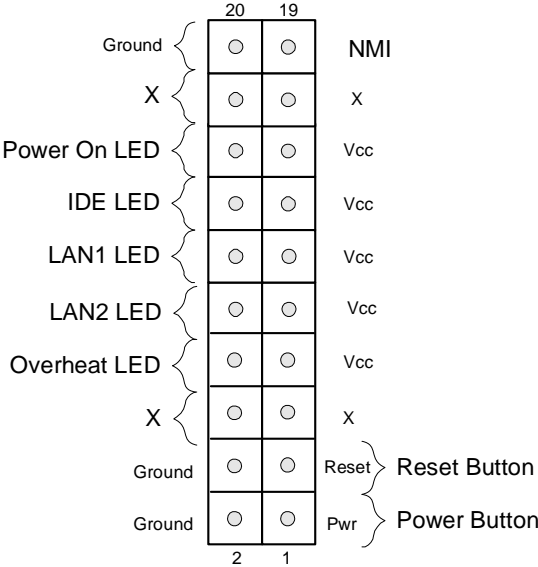 20 19
Ground NMI
X X
Power On LED Vcc
IDE LED Vcc
LAN1 LED Vcc
LAN2 LED Vcc
Overheat LED Vcc
X X
Ground Reset Reset Button
Ground Pwr Power Button
2 1